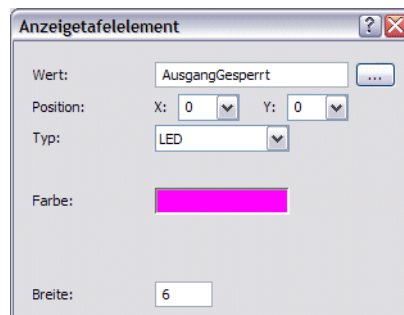 Anzeigetafelelement ?
Wert: AusgangGesperrt ...
Position: X: 0 Y: 0
Typ: LED
Farbe:
Breite: 6